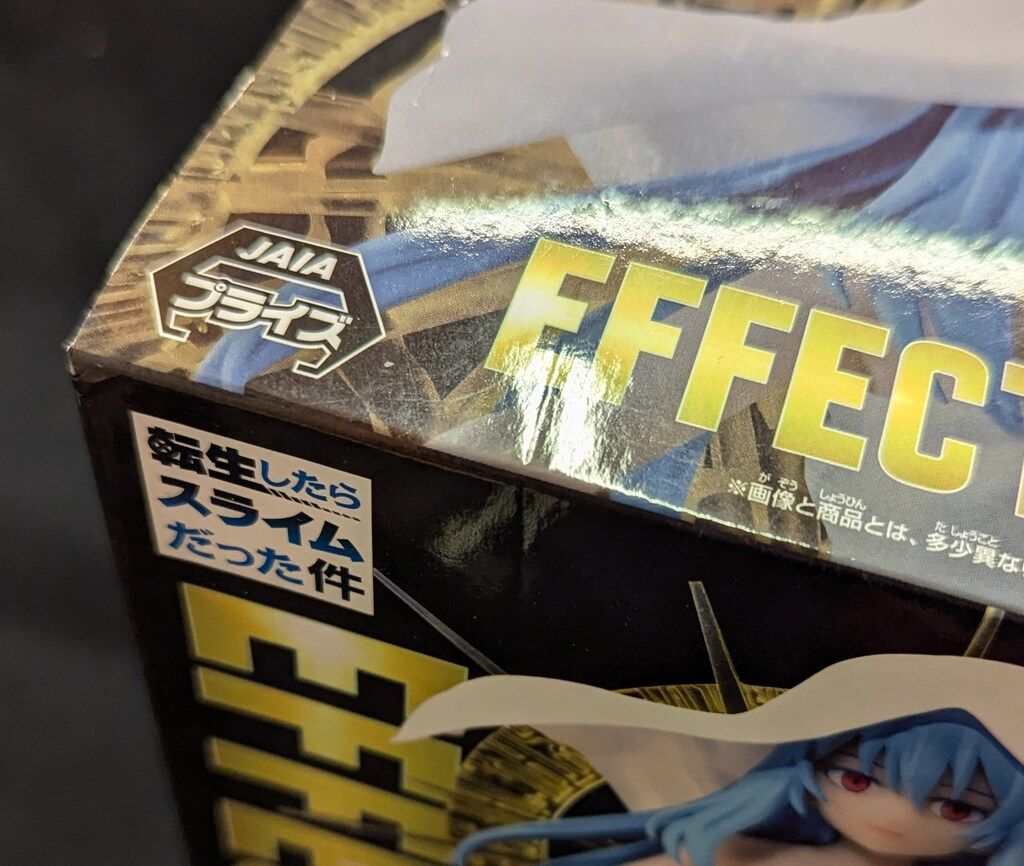 JAIA
プライズ
EFFECT
※画像と商品とは、多少異な
転生したら
スライム
だった件
EFFE